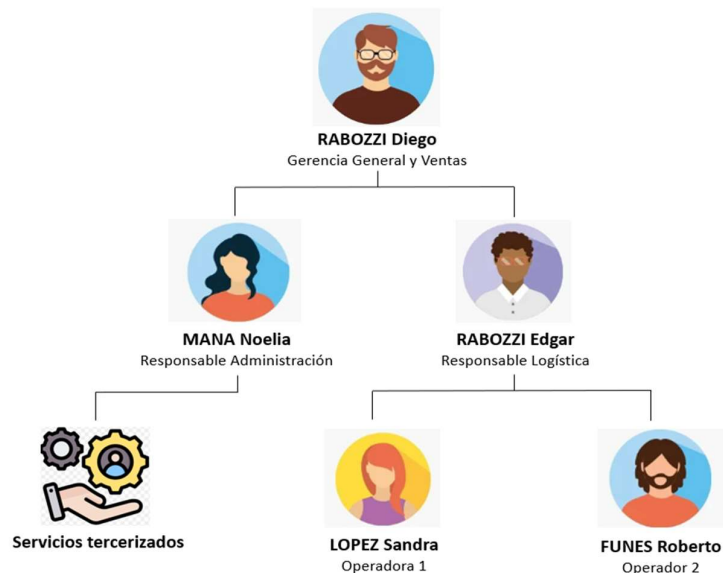 RABOZZI Diego
Gerencia General y Ventas
MANA Noelia
Responsable Administración
RABOZZI Edgar
Responsable Logística
Servicios tercerizados
LOPEZ Sandra
Operadora 1
FUNES Roberto
Operador 2